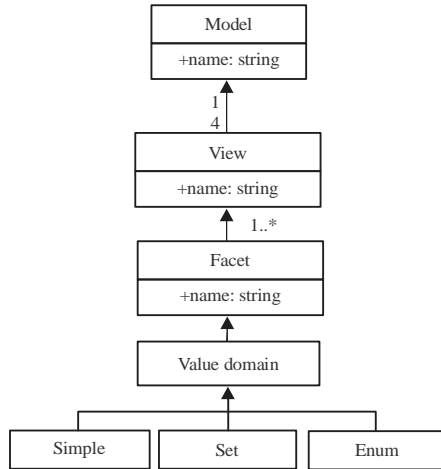 Model
+name: string
1
4
View
+name: string
1..*
Facet
+name: string
Value domain
Simple
Set
Enum